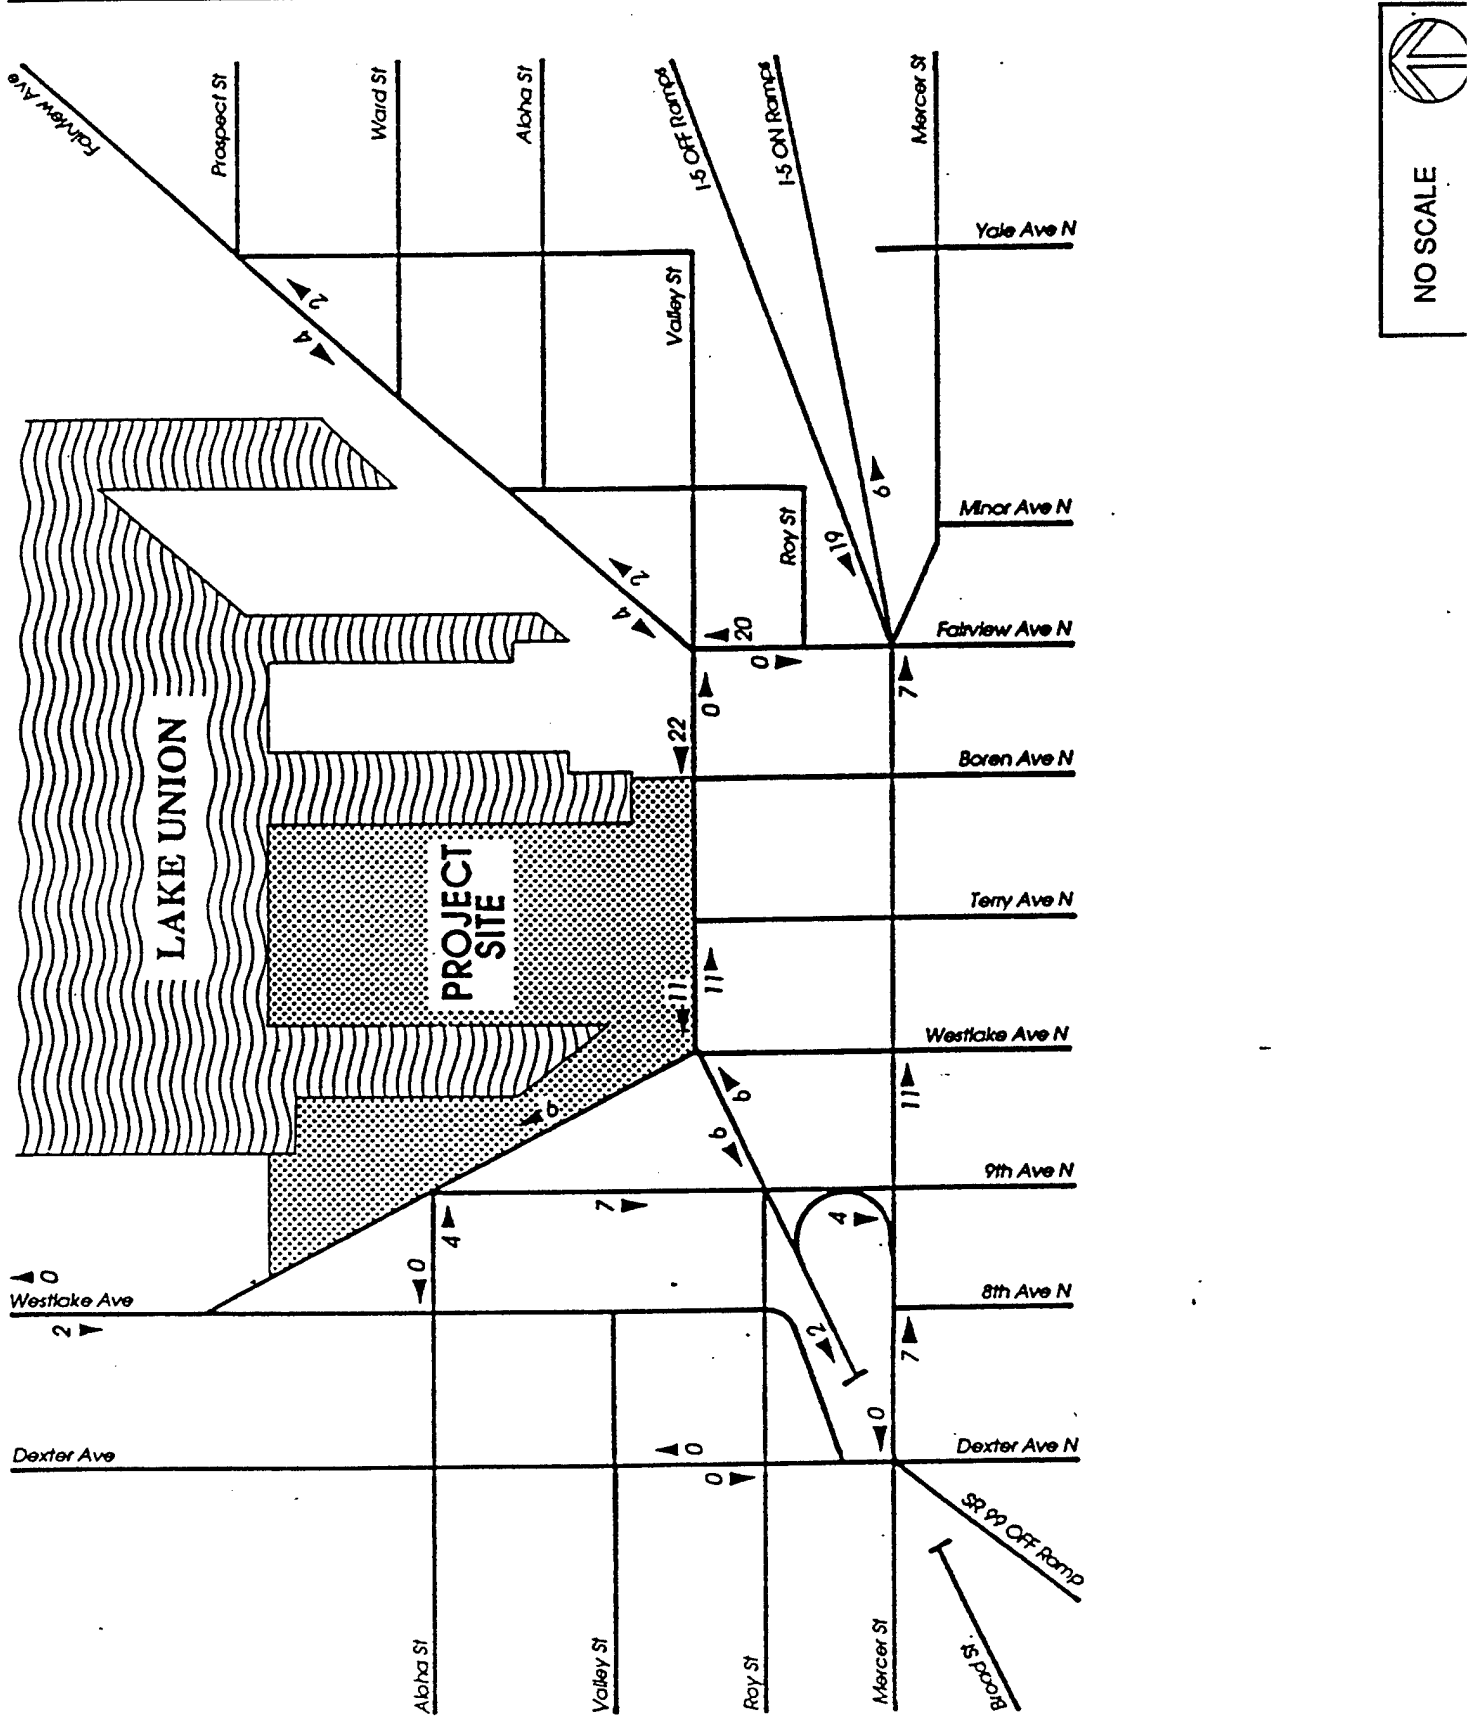 Fairview Ave
Prospect St
Ward St
Aloha St
I-5 OFF Ramps
I-5 ON Ramps
Mercer St
NO SCALE
Yale Ave N
Valley St
2
4
6
Minor Ave N
Roy St
19
2
4
Fairview Ave N
20
0
7
0
22
Boren Ave N
LAKE UNION
PROJECT
SITE
Terry Ave N
11
11
Westlake Ave N
11
9
6
6
9th Ave N
7
4
4
0
0
Westlake Ave
2
8th Ave N
7
2
0
Dexter Ave
0
0
Dexter Ave N
SR 99 OFF Ramp
Broad St.
Aloha St
Valley St
Roy St
Mercer St